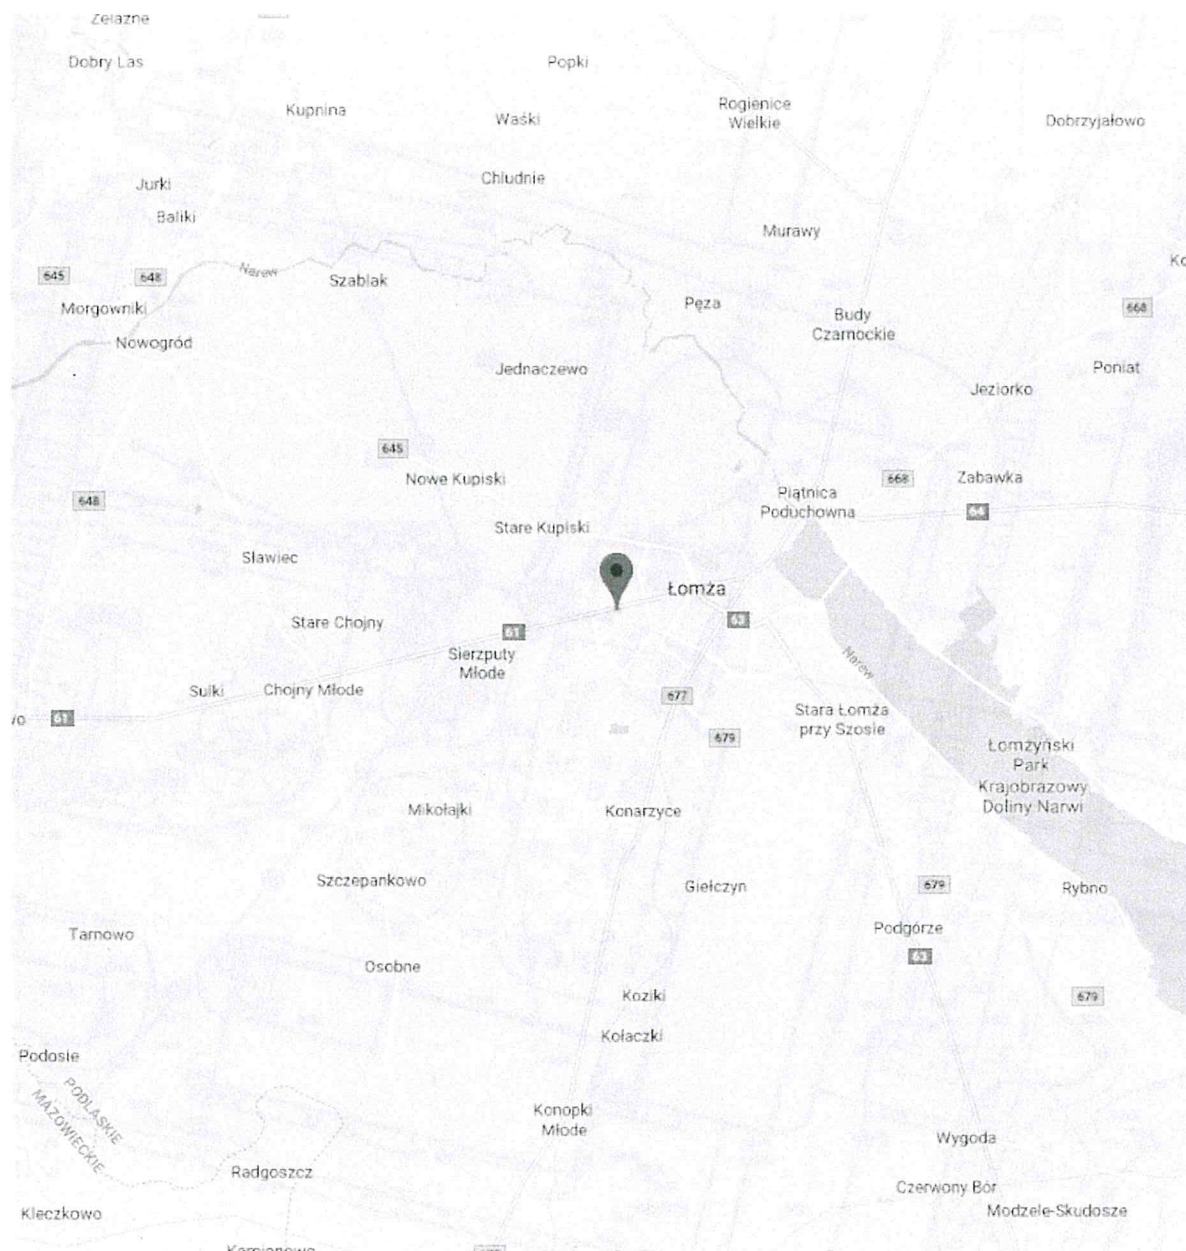 Żelazne
Dobry Las
Popki
Kupnina
Waśki
Rogienice
Wielkie
Dobrzyjałowo
Jurki
Chludnie
Baliki
Murawy
645
648
Narew
Szablak
Morgowniki
Pęza
Budy
Czarnockie
668
Nowogród
Jednaczewo
Poniat
Jeziorko
645
Nowe Kupiski
668
Zabawka
648
Piątnica
Poduchowna
64
Stare Kupiski
Sławiec
Łomża
Stare Chojny
61
63
Sierzputy
Młode
Narew
Sulki
Chojny Młode
677
61
Stara Łomża
przy Szosie
679
Łomżyński
Park
Krajobrazowy
Doliny Narwi
Mikołajki
Konarzyce
Szczepankowo
Giełczyn
679
Rybno
Tarnowo
Podgórze
Osobne
63
Koziki
679
Kołaczki
Podosie
PODLASKIE
MAZOWIECKIE
Konopki
Młode
Wygoda
Radgoszcz
Czerwony Bór
Kleczkowo
Modzele-Skudosze